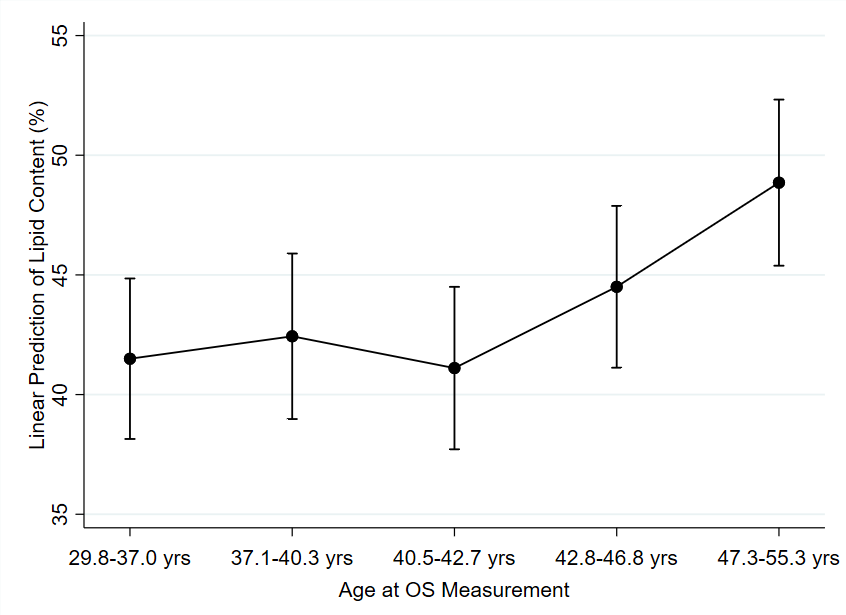 Linear Prediction of Lipid Content (%)
55
50
45
40
35
29.8-37.0 yrs
37.1-40.3 yrs
40.5-42.7 yrs
42.8-46.8 yrs
47.3-55.3 yrs
Age at OS Measurement